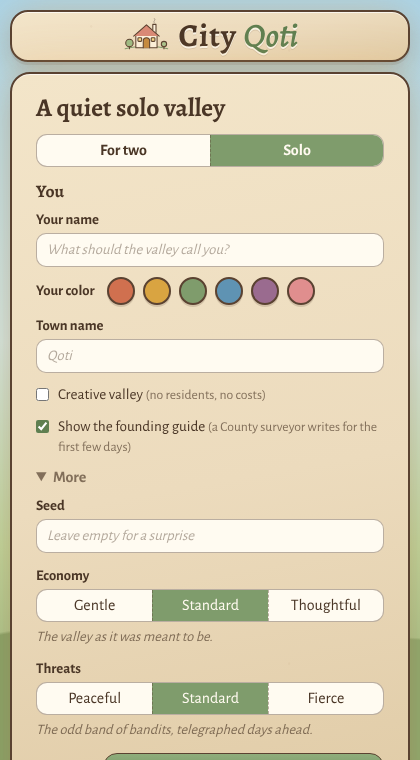 City Qoti
A quiet solo valley
For two Solo
You
Your name
What should the valley call you?
Your color
Town name
Qoti
Creative valley (no residents, no costs)
Show the founding guide (a County surveyor writes for the
first few days)
▼ More
Seed
Leave empty for a surprise
Economy
Gentle Standard Thoughtful
The valley as it was meant to be.
Threats
Peaceful Standard Fierce
The odd band of bandits, telegraphed days ahead.